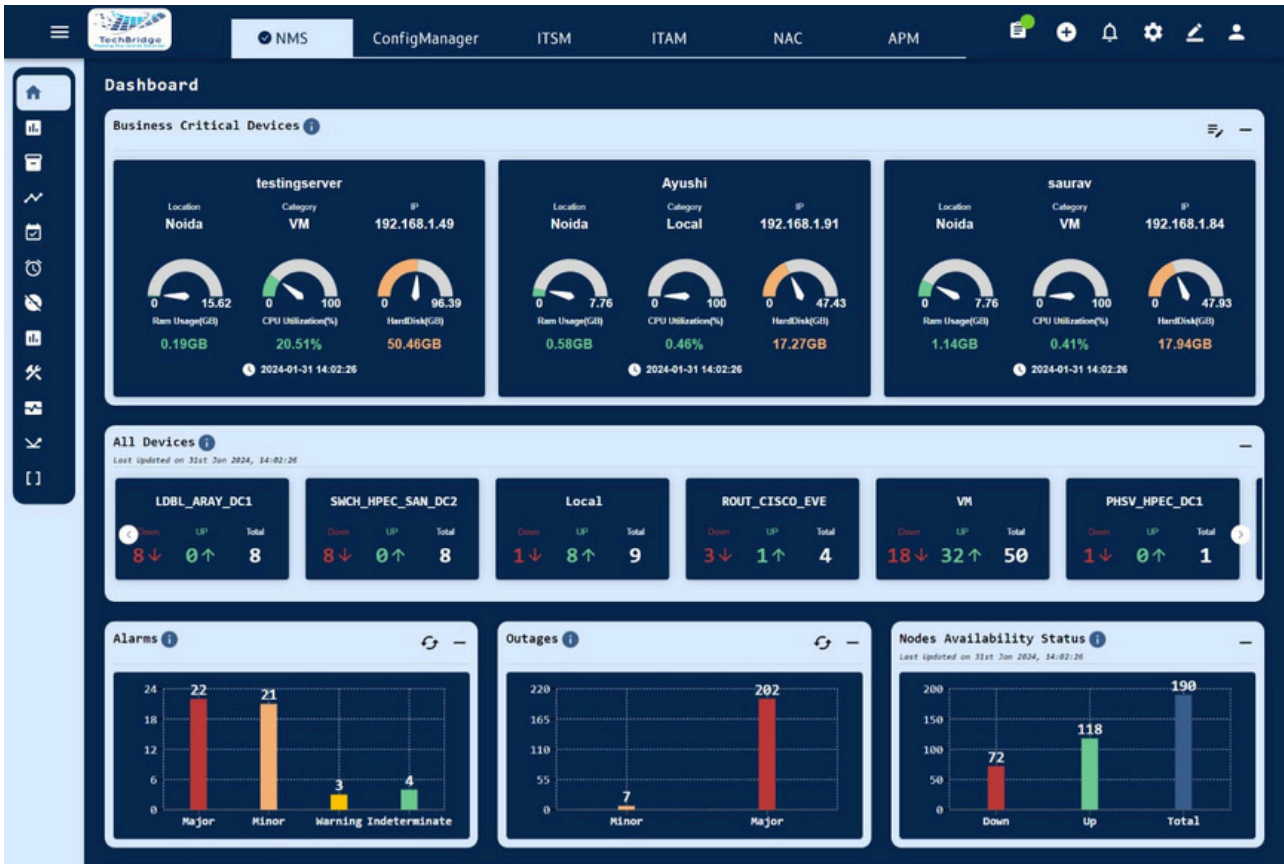 TechBridge
NMS ConfigManager ITSM ITAM NAC APM
Dashboard
Business Critical Devices
testingserver
Location Category IP
Noida VM 192.168.1.49
0 15.62 0 100 0 96.39
Ram Usage(GB) CPU Utilization(%) HardDisk(GB)
0.19GB 20.51% 50.46GB
2024-01-31 14:02:26
Ayushi
Location Category IP
Noida Local 192.168.1.91
0 7.76 0 100 0 47.43
Ram Usage(GB) CPU Utilization(%) HardDisk(GB)
0.58GB 0.46% 17.27GB
2024-01-31 14:02:26
saurav
Location Category IP
Noida VM 192.168.1.84
0 7.76 0 100 0 47.93
Ram Usage(GB) CPU Utilization(%) HardDisk(GB)
1.14GB 0.41% 17.94GB
2024-01-31 14:02:26
All Devices
Last Updated on 31st Jan 2024, 14:02:26
LDBL_ARAY_DC1
Down UP Total
8 0 8
SWCH_HPEC_SAN_DC2
Down UP Total
8 0 8
Local
Down UP Total
1 8 9
ROUT_CISCO_EVE
Down UP Total
3 1 4
VM
Down UP Total
18 32 50
PHSV_HPEC_DC1
Down UP Total
1 0 1
Alarms
24
18
12
6
0
22 21 3 4
Major Minor Warning Indeterminate
Outages
220
165
110
55
0
7 202
Minor Major
Nodes Availability Status
Last Updated on 31st Jan 2024, 14:02:26
200
150
100
50
0
72 118 190
Down Up Total